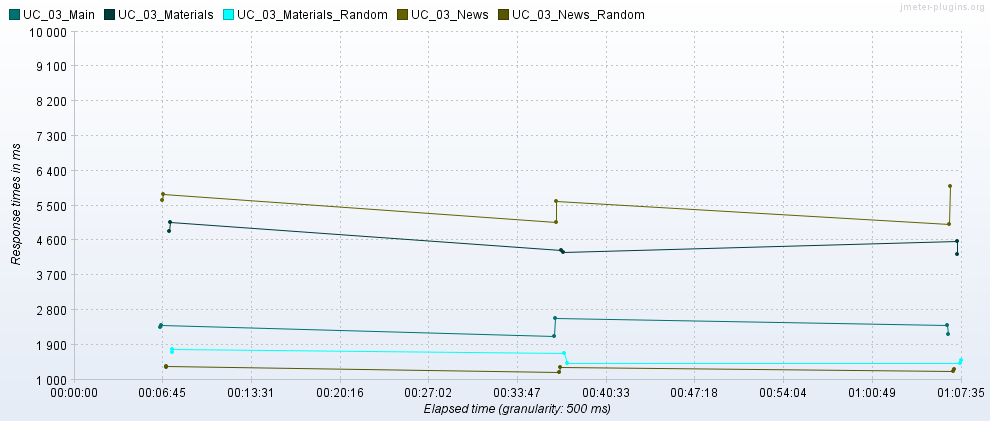 UC_03_Main UC_03_Materials UC_03_Materials_Random UC_03_News UC_03_News_Random
jmeter-plugins.org
10 000
9 100
8 200
7 300
6 400
5 500
4 600
3 700
2 800
1 900
1 000
Response times in ms
00:00:00 00:06:45 00:13:31 00:20:16 00:27:02 00:33:47 00:40:33 00:47:18 00:54:04 01:00:49 01:07:35
Elapsed time (granularity: 500 ms)